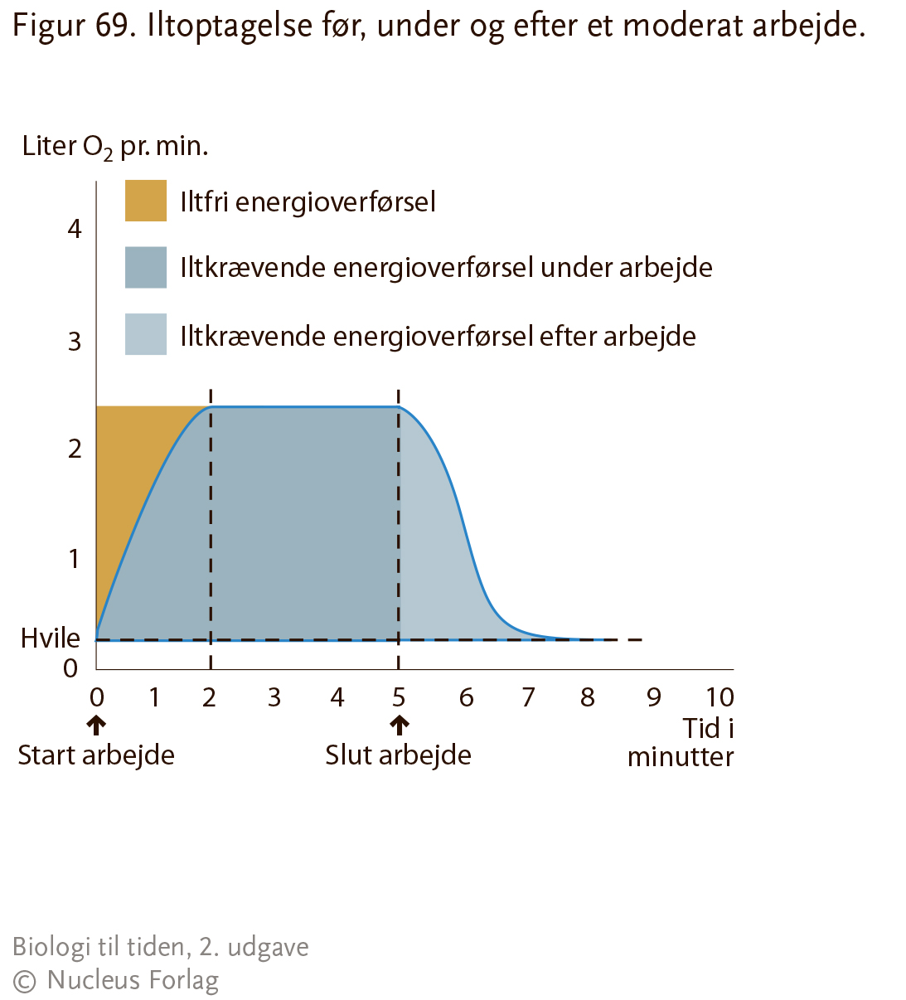 Figur 69. Iltoptagelse før, under og efter et moderat arbejde.
Liter O₂ pr. min.
Iltfri energioverførsel
4
Iltkrævende energioverførsel under arbejde
3
Iltkrævende energioverførsel efter arbejde
2
1
Hvile
0
0 1 2 3 4 5 6 7 8 9 10
Tid i
minutter
Start arbejde
Slut arbejde
Biologi til tiden, 2. udgave
© Nucleus Forlag